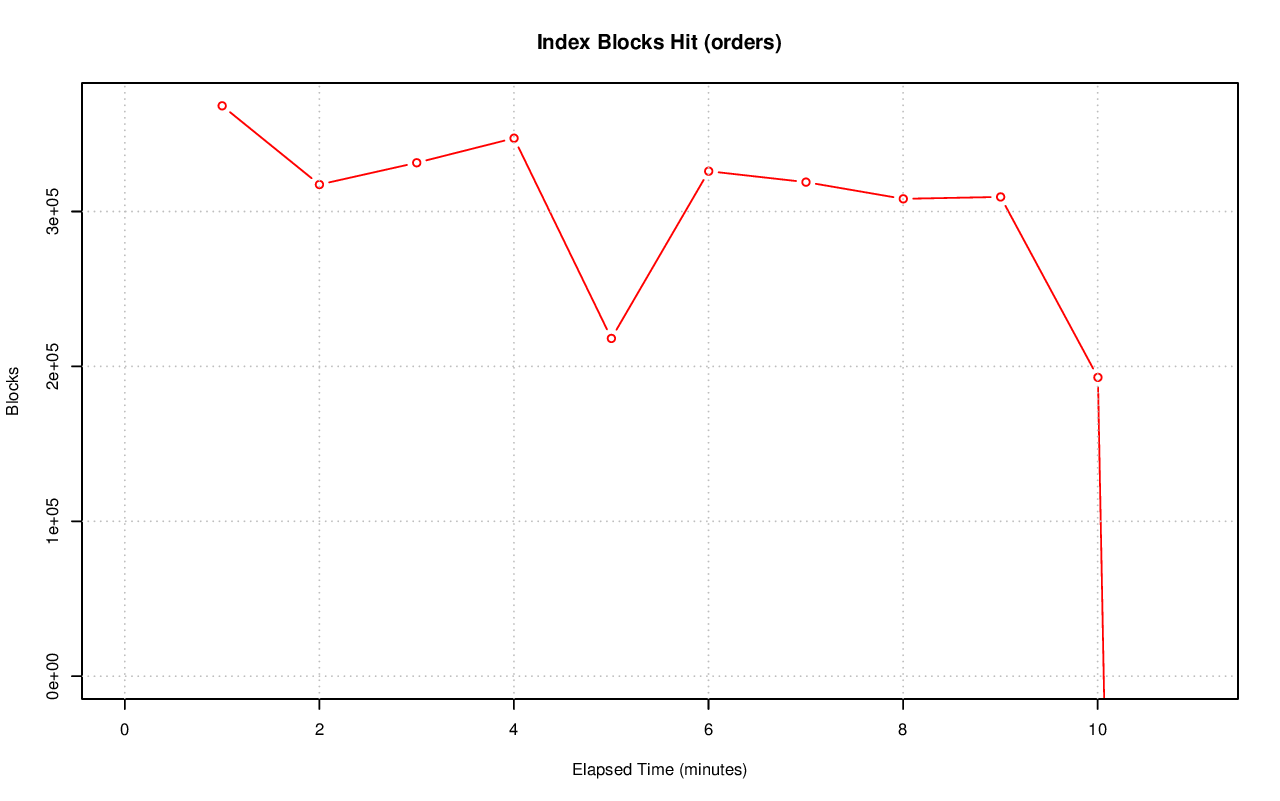 Index Blocks Hit (orders)
Blocks
3e+05
2e+05
1e+05
0e+00
0 2 4 6 8 10
Elapsed Time (minutes)